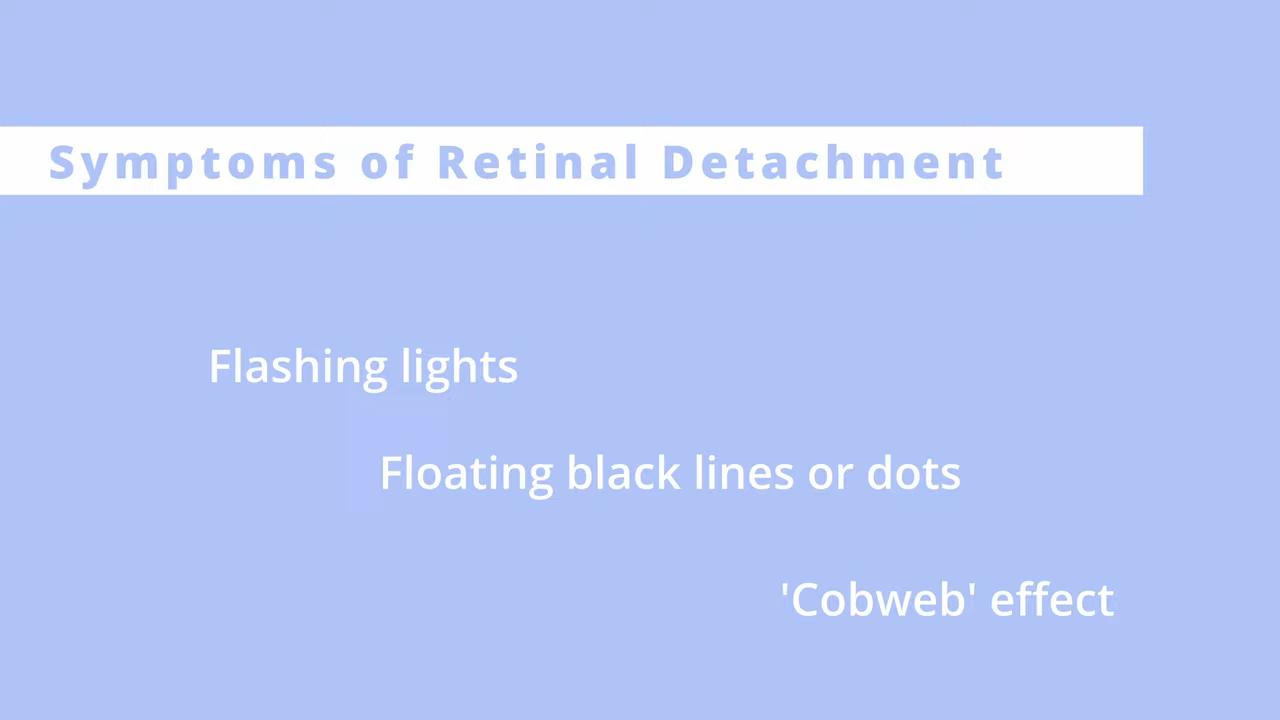 Symptoms of Retinal Detachment
Flashing lights
Floating black lines or dots
'Cobweb' effect